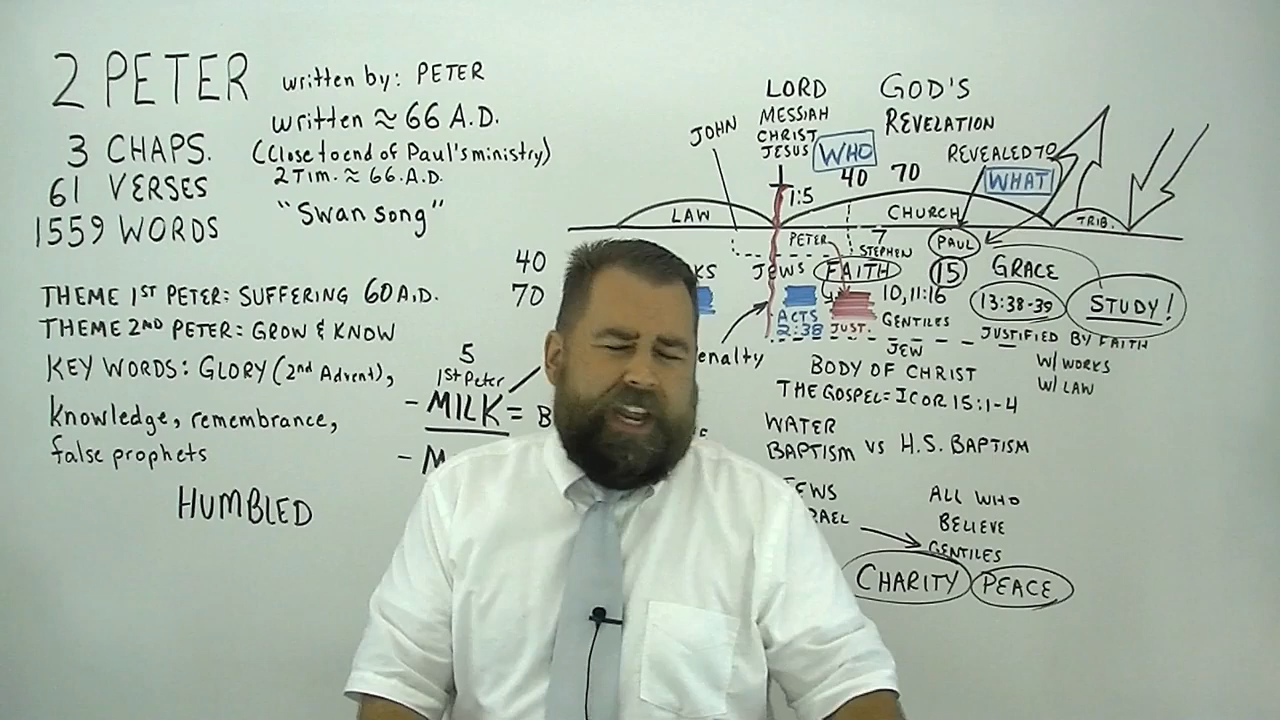 2 PETER
written by: PETER
written ≈ 66 A.D.
(Close to end of Paul's ministry)
2 Tim. ≈ 66. A.D.
"Swan song"
3 CHAPS.
61 VERSES
1559 WORDS
THEME 1ST PETER: SUFFERING 60 A.D.
THEME 2ND PETER: GROW & KNOW
KEY WORDS: GLORY (2nd Advent),
knowledge, remembrance,
false prophets
HUMBLED
40
70
5
1st Peter
- MILK = B
- M
enalty
JOHN
LORD
MESSIAH
CHRIST
JESUS
WHO
GOD'S
REVELATION
REVEALED TO
WHAT
1:5
40
70
LAW
CHURCH
TRIB.
PETER
7
STEPHEN
PAUL
KS
JEWS
FAITH
15
GRACE
ACTS
2:38
JUST.
10, 11:16
GENTILES
JEW
13:38-39
STUDY!
JUSTIFIED BY FAITH
W/ WORKS
W/ LAW
BODY OF CHRIST
THE GOSPEL = I COR 15:1-4
WATER
BAPTISM VS H.S. BAPTISM
EWS
RAEL
ALL WHO
BELIEVE
GENTILES
CHARITY
PEACE